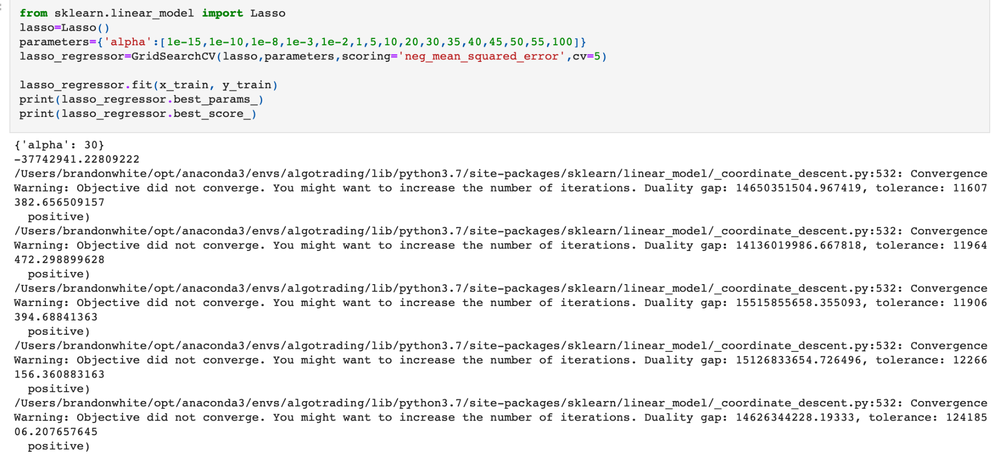 from sklearn.linear_model import Lasso
lasso=Lasso()
parameters={'alpha':[1e-15,1e-10,1e-8,1e-3,1e-2,1,5,10,20,30,35,40,45,50,55,100]}
lasso_regressor=GridSearchCV(lasso,parameters,scoring='neg_mean_squared_error',cv=5)
lasso_regressor.fit(x_train, y_train)
print(lasso_regressor.best_params_)
print(lasso_regressor.best_score_)
{'alpha': 30}
-37742941.22809222
/Users/brandonwhite/opt/anaconda3/envs/algotrading/lib/python3.7/site-packages/sklearn/linear_model/_coordinate_descent.py:532: Convergence
Warning: Objective did not converge. You might want to increase the number of iterations. Duality gap: 14650351504.967419, tolerance: 11607
382.656509157
  positive)
/Users/brandonwhite/opt/anaconda3/envs/algotrading/lib/python3.7/site-packages/sklearn/linear_model/_coordinate_descent.py:532: Convergence
Warning: Objective did not converge. You might want to increase the number of iterations. Duality gap: 14136019986.667818, tolerance: 11964
472.298899628
  positive)
/Users/brandonwhite/opt/anaconda3/envs/algotrading/lib/python3.7/site-packages/sklearn/linear_model/_coordinate_descent.py:532: Convergence
Warning: Objective did not converge. You might want to increase the number of iterations. Duality gap: 15515855658.355093, tolerance: 11906
394.68841363
  positive)
/Users/brandonwhite/opt/anaconda3/envs/algotrading/lib/python3.7/site-packages/sklearn/linear_model/_coordinate_descent.py:532: Convergence
Warning: Objective did not converge. You might want to increase the number of iterations. Duality gap: 15126833654.726496, tolerance: 12266
156.360883163
  positive)
/Users/brandonwhite/opt/anaconda3/envs/algotrading/lib/python3.7/site-packages/sklearn/linear_model/_coordinate_descent.py:532: Convergence
Warning: Objective did not converge. You might want to increase the number of iterations. Duality gap: 14626344228.19333, tolerance: 124185
06.207657645
  positive)